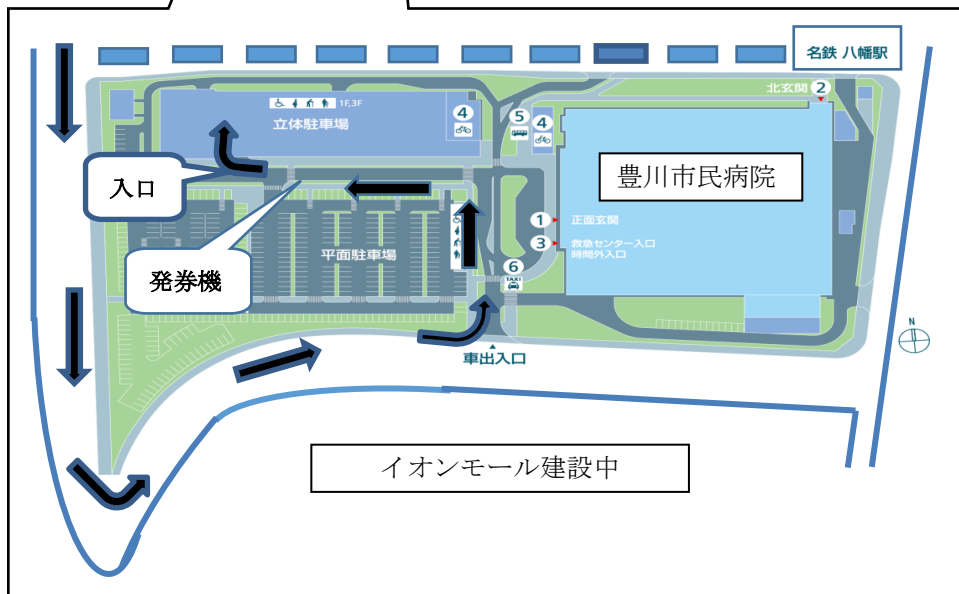 名鉄 八幡駅
北玄関 2
1F,3F
立体駐車場
4
5
4
入口
豊川市民病院
1 正面玄関
3 救急センター入口
時間外入口
平面駐車場
発券機
6
TAXI
N
車出入口
イオンモール建設中